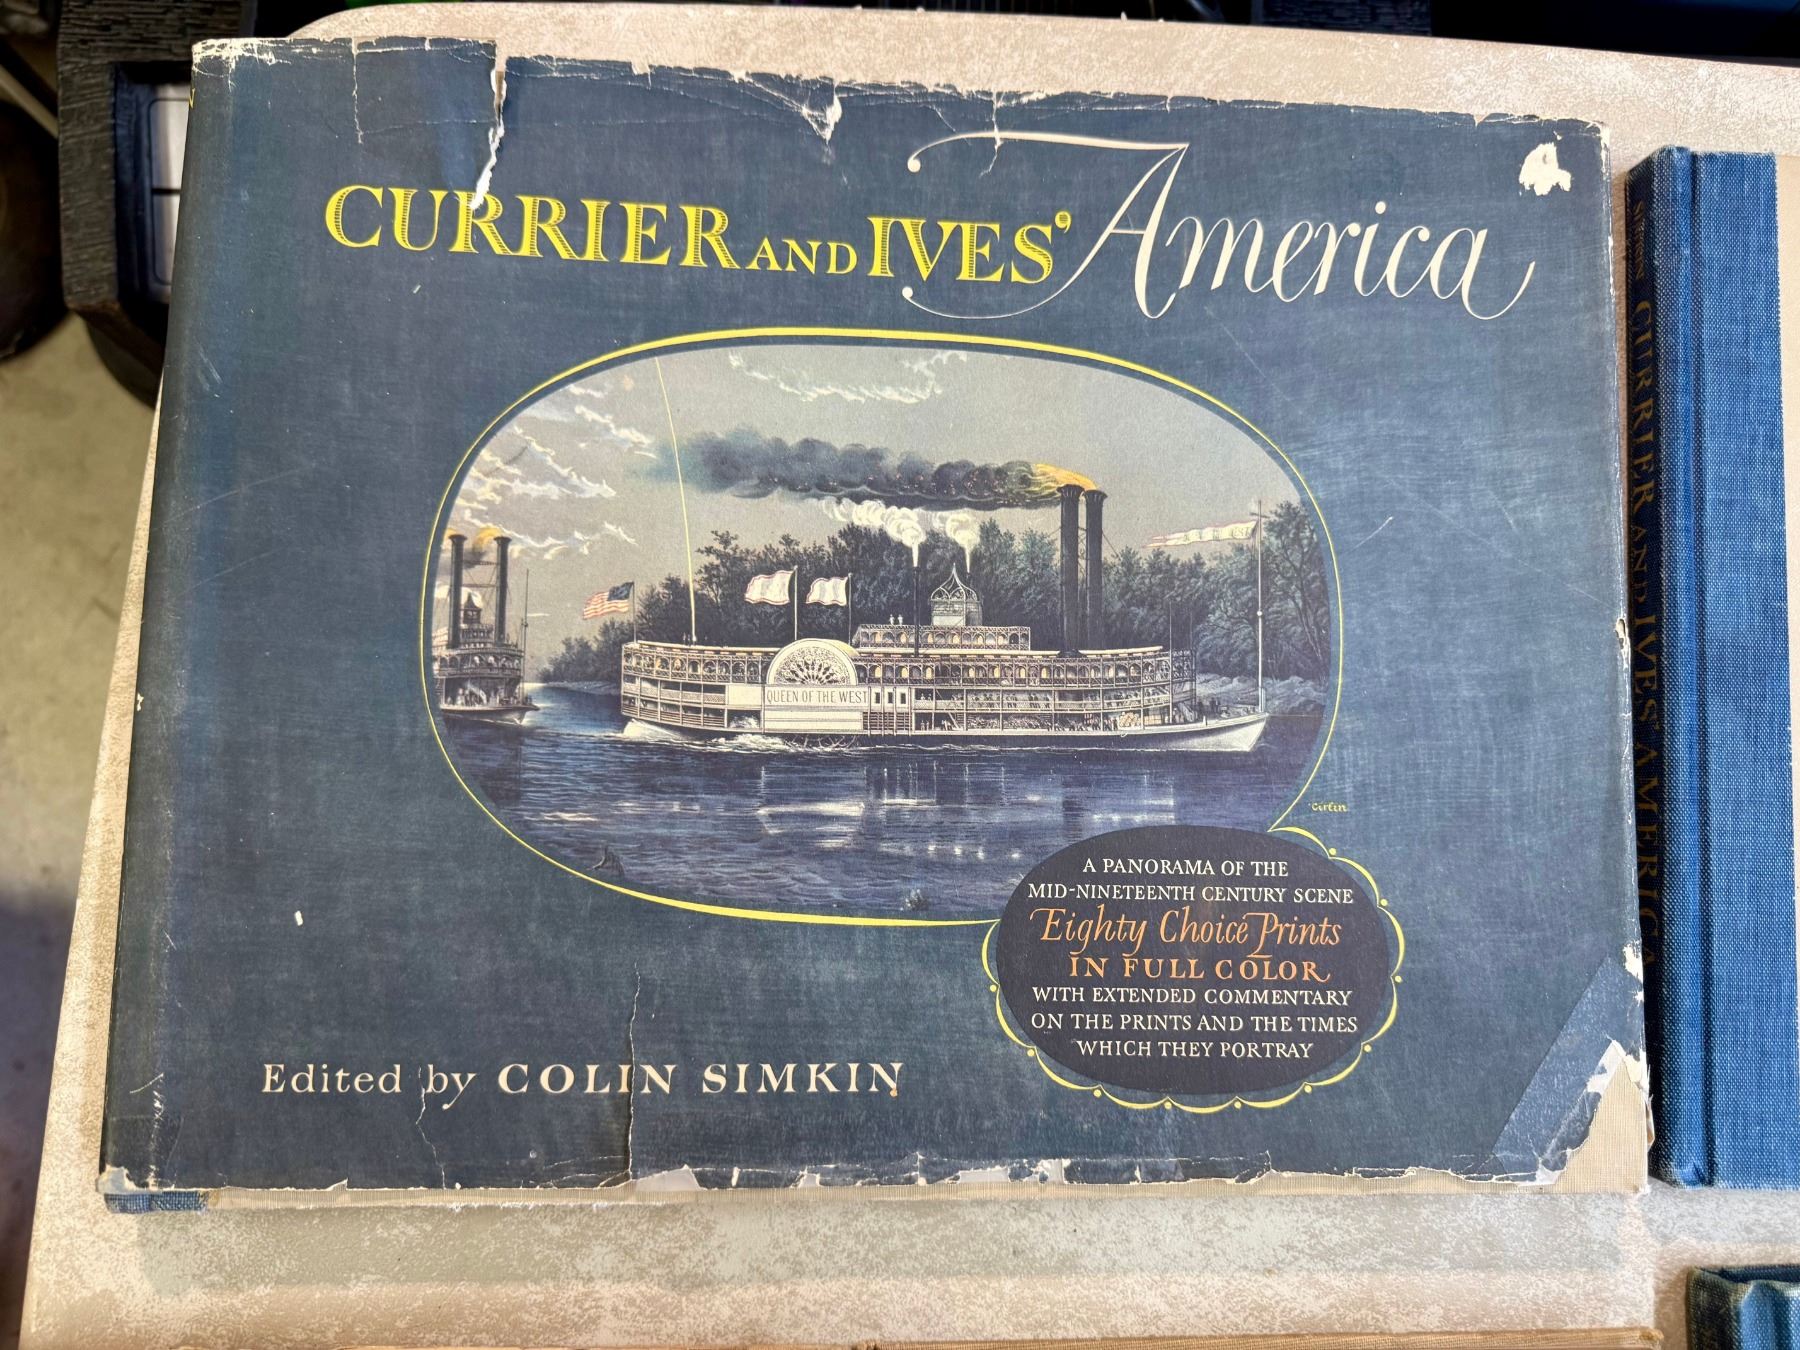 CURRIER AND IVES' America
QUEEN OF THE WEST
Cirlin
A PANORAMA OF THE
MID-NINETEENTH CENTURY SCENE
Eighty Choice Prints
IN FULL COLOR
WITH EXTENDED COMMENTARY
ON THE PRINTS AND THE TIMES
WHICH THEY PORTRAY
Edited by COLIN SIMKIN
CURRIER AND IVES' AMERICA